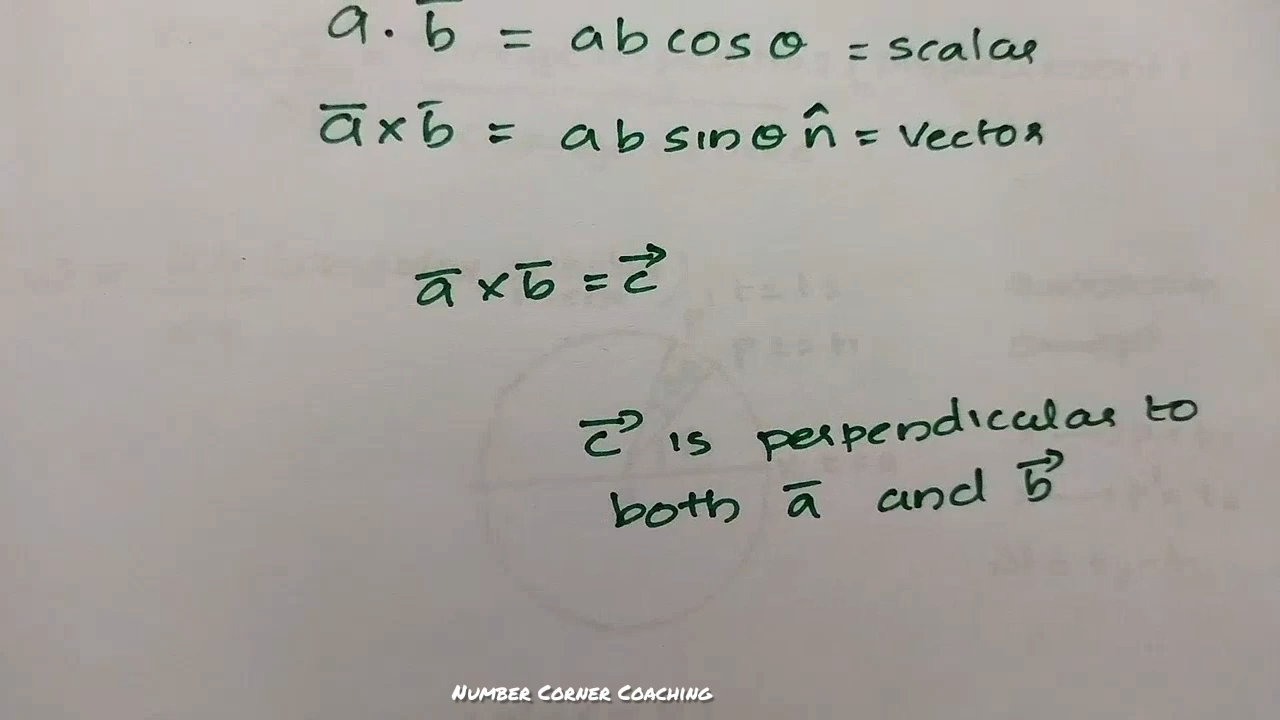 a . b̅ = ab cos θ = scalar
a̅ × b̅ = ab sin θ n̂ = vector
a̅ × b̅ = c⃗
c⃗ is perpendicular to
both a̅ and b⃗
Number Corner Coaching